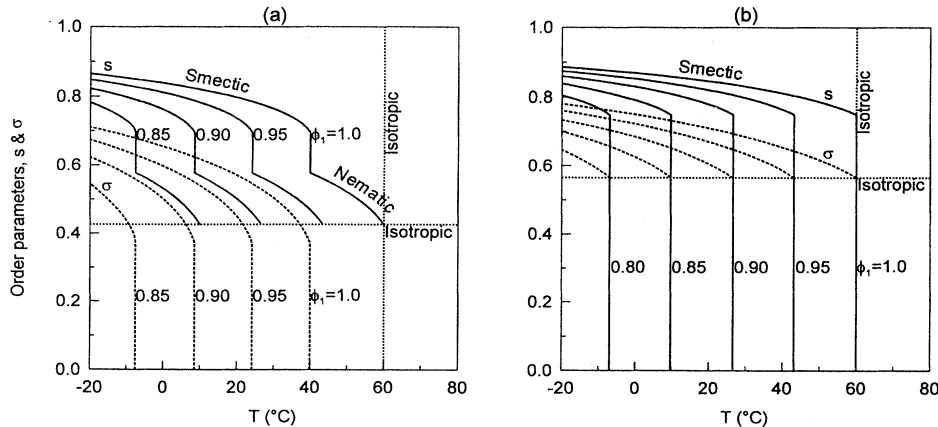 (a)
1.0
0.8
0.6
0.4
0.2
0.0
Order parameters, s & σ
s
Smectic
0.85
0.90
0.95
ϕ₁=1.0
Isotropic
Nematic
σ
Isotropic
0.85
0.90
0.95
ϕ₁=1.0
-20
0
20
40
60
80
T (°C)
(b)
1.0
0.8
0.6
0.4
0.2
0.0
Smectic
s
Isotropic
σ
Isotropic
0.80
0.85
0.90
0.95
ϕ₁=1.0
-20
0
20
40
60
80
T (°C)